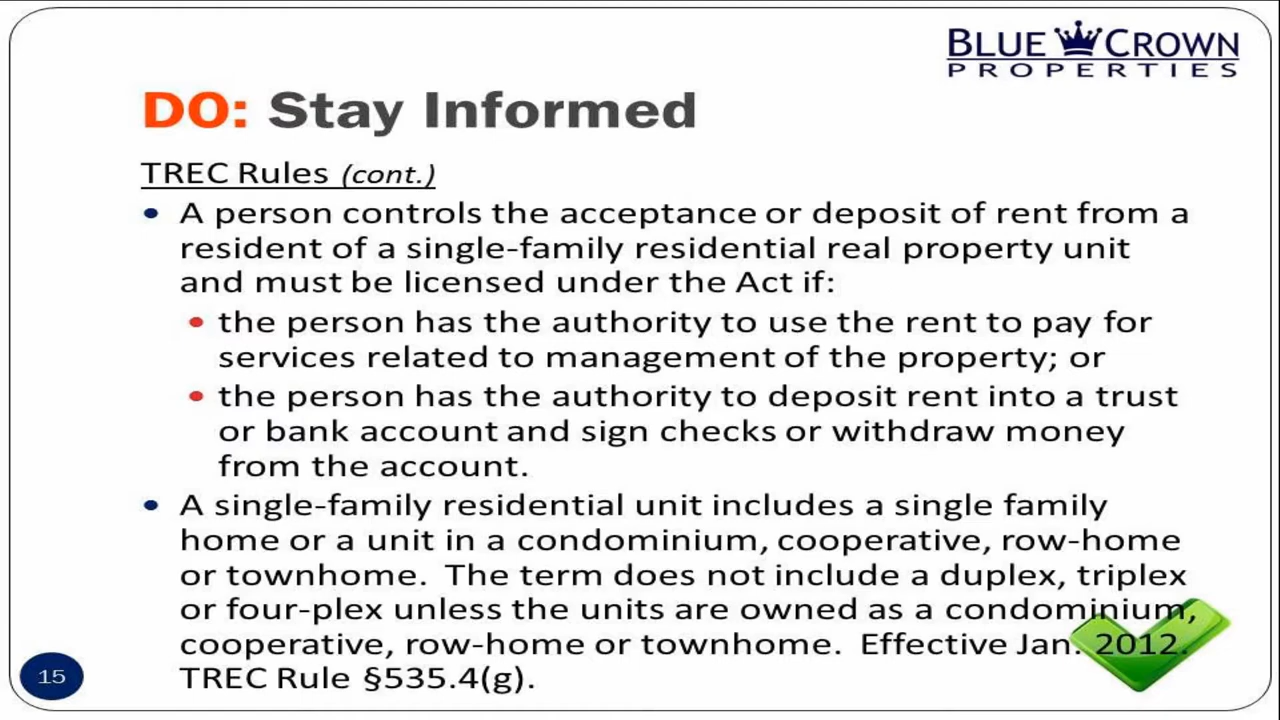 BLUE CROWN
PROPERTIES
DO: Stay Informed
TREC Rules (cont.)
• A person controls the acceptance or deposit of rent from a
resident of a single-family residential real property unit
and must be licensed under the Act if:
• the person has the authority to use the rent to pay for
services related to management of the property; or
• the person has the authority to deposit rent into a trust
or bank account and sign checks or withdraw money
from the account.
• A single-family residential unit includes a single family
home or a unit in a condominium, cooperative, row-home
or townhome. The term does not include a duplex, triplex
or four-plex unless the units are owned as a condominium,
cooperative, row-home or townhome. Effective Jan. 2012.
TREC Rule §535.4(g).
15